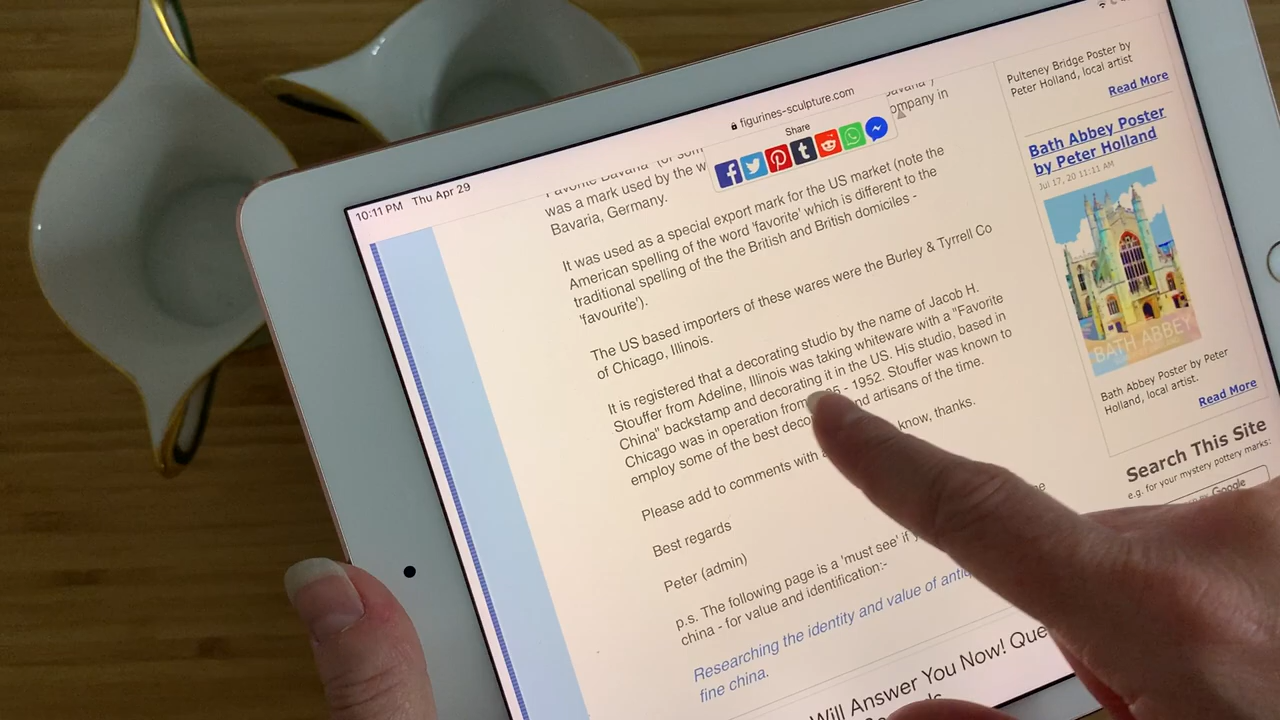 10:11 PM Thu Apr 29
figurines-sculpture.com
Share
was a mark used by the
ompany in
Bavaria, Germany.
It was used as a special export mark for the US market (note the
American spelling of the word 'favorite' which is different to the
traditional spelling of the the British and British domiciles -
'favourite').
The US based importers of these wares were the Burley & Tyrrell Co
of Chicago, Illinois.
It is registered that a decorating studio by the name of Jacob H.
Stouffer from Adeline, Illinois was taking whiteware with a "Favorite
China" backstamp and decorating it in the US. His studio, based in
Chicago was in operation from - 1952. Stouffer was known to
employ some of the best artisans of the time.
Please add to comments with know, thanks.
Best regards
Peter (admin)
p.s. The following page is a 'must see' if
china - for value and identification:-
Researching the identity and value of
fine china.
Will Answer You Now!
Pulteney Bridge Poster by
Peter Holland, local artist
Read More
Bath Abbey Poster
by Peter Holland
Jul 17, 20 11:11 AM
BATH ABBEY
Bath Abbey Poster by Peter
Holland, local artist.
Read More
Search This Site
e.g. for your mystery pottery marks:
Google